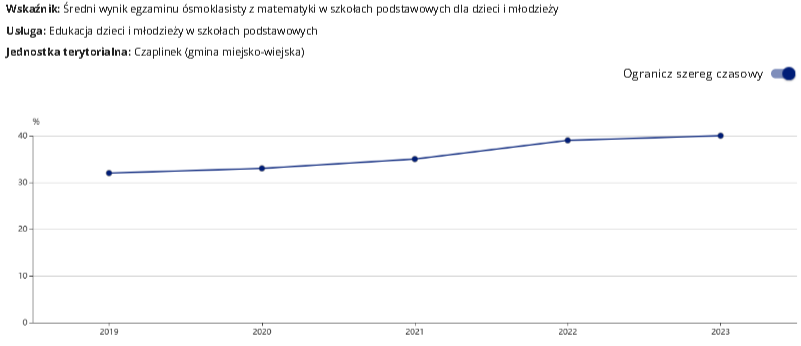 Wskaźnik: Średni wynik egzaminu ósmoklasisty z matematyki w szkołach podstawowych dla dzieci i młodzieży
Usługa: Edukacja dzieci i młodzieży w szkołach podstawowych
Jednostka terytorialna: Czaplinek (gmina miejsko-wiejska)
Ogranicz szereg czasowy
%
40
30
20
10
0
2019 2020 2021 2022 2023